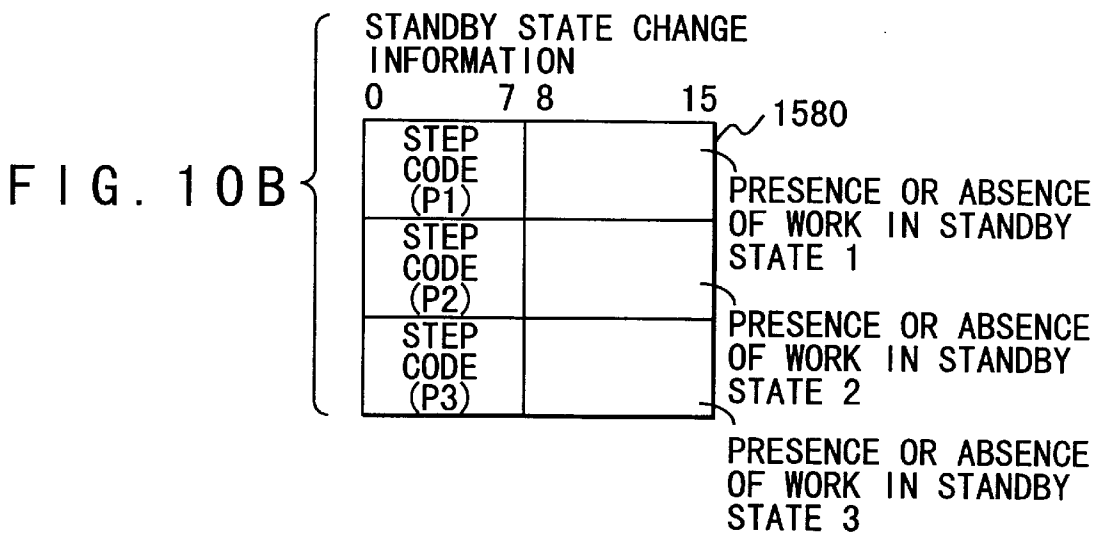 STANDBY STATE CHANGE
INFORMATION
0 7 8 15
1580
FIG. 10B
STEP
CODE
(P1)
PRESENCE OR ABSENCE
OF WORK IN STANDBY
STATE 1
STEP
CODE
(P2)
PRESENCE OR ABSENCE
OF WORK IN STANDBY
STATE 2
STEP
CODE
(P3)
PRESENCE OR ABSENCE
OF WORK IN STANDBY
STATE 3